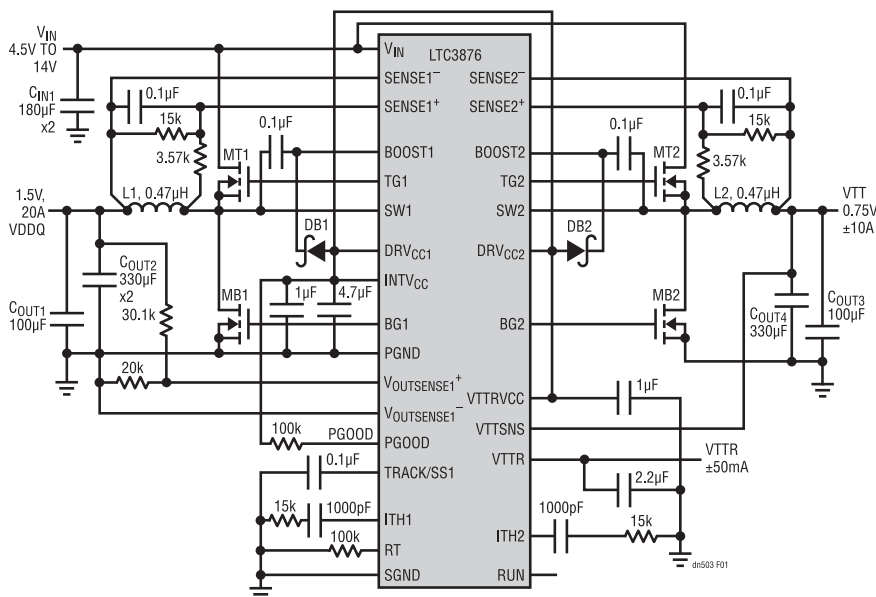 VIN
4.5V TO
14V
CIN1
180µF
x2
LTC3876
VIN
SENSE1–
SENSE1+
BOOST1
TG1
SW1
DRVCC1
INTVCC
BG1
PGND
VOUTSENSE1+
VOUTSENSE1–
PGOOD
TRACK/SS1
ITH1
RT
SGND
SENSE2–
SENSE2+
BOOST2
TG2
SW2
DRVCC2
BG2
VTTRVCC
VTTSNS
VTTR
ITH2
RUN
0.1µF
15k
3.57k
MT1
0.1µF
L1, 0.47µH
1.5V,
20A
VDDQ
DB1
COUT2
330µF
x2
COUT1
100µF
30.1k
MB1
1µF
4.7µF
20k
100k
PGOOD
0.1µF
15k
1000pF
100k
0.1µF
15k
3.57k
0.1µF
MT2
L2, 0.47µH
VTT
0.75V
±10A
DB2
MB2
COUT4
330µF
COUT3
100µF
1µF
VTTR
±50mA
2.2µF
1000pF
15k
dn503 F01